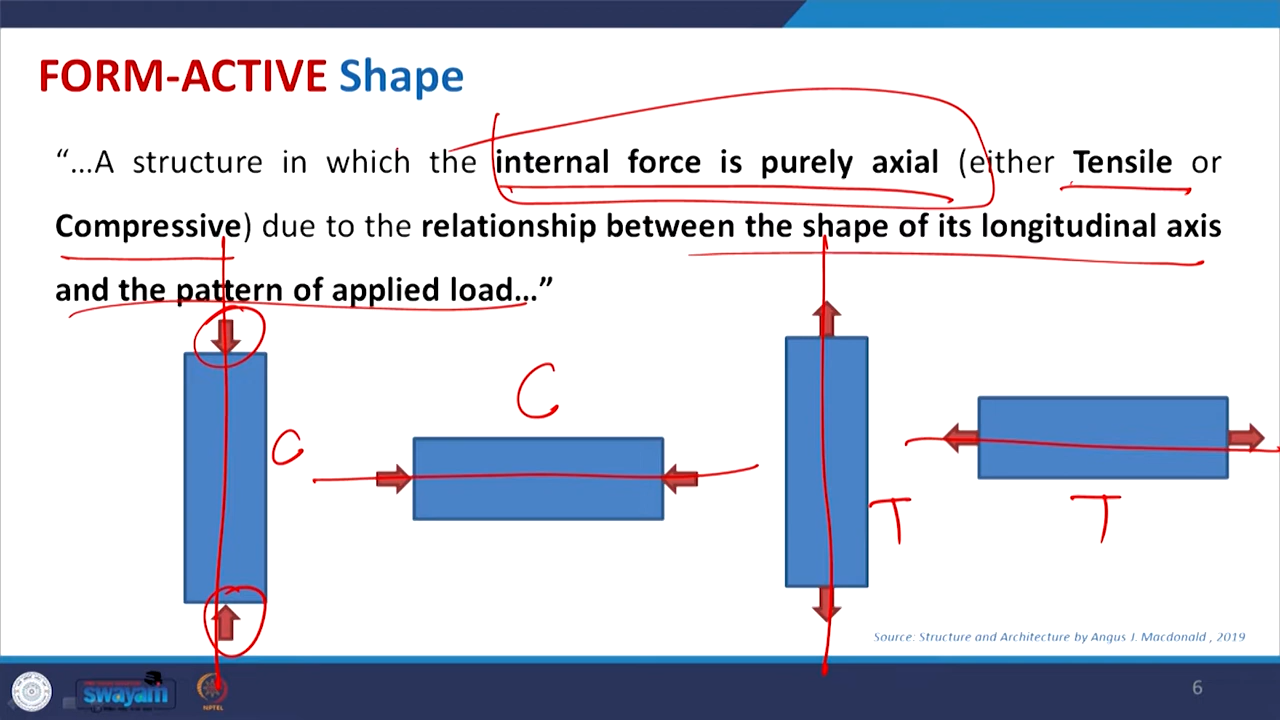 FORM-ACTIVE Shape
“...A structure in which the internal force is purely axial (either Tensile or
Compressive) due to the relationship between the shape of its longitudinal axis
and the pattern of applied load...”
C
C
T
T
Source: Structure and Architecture by Angus J. Macdonald , 2019
swayam
NPTEL
6